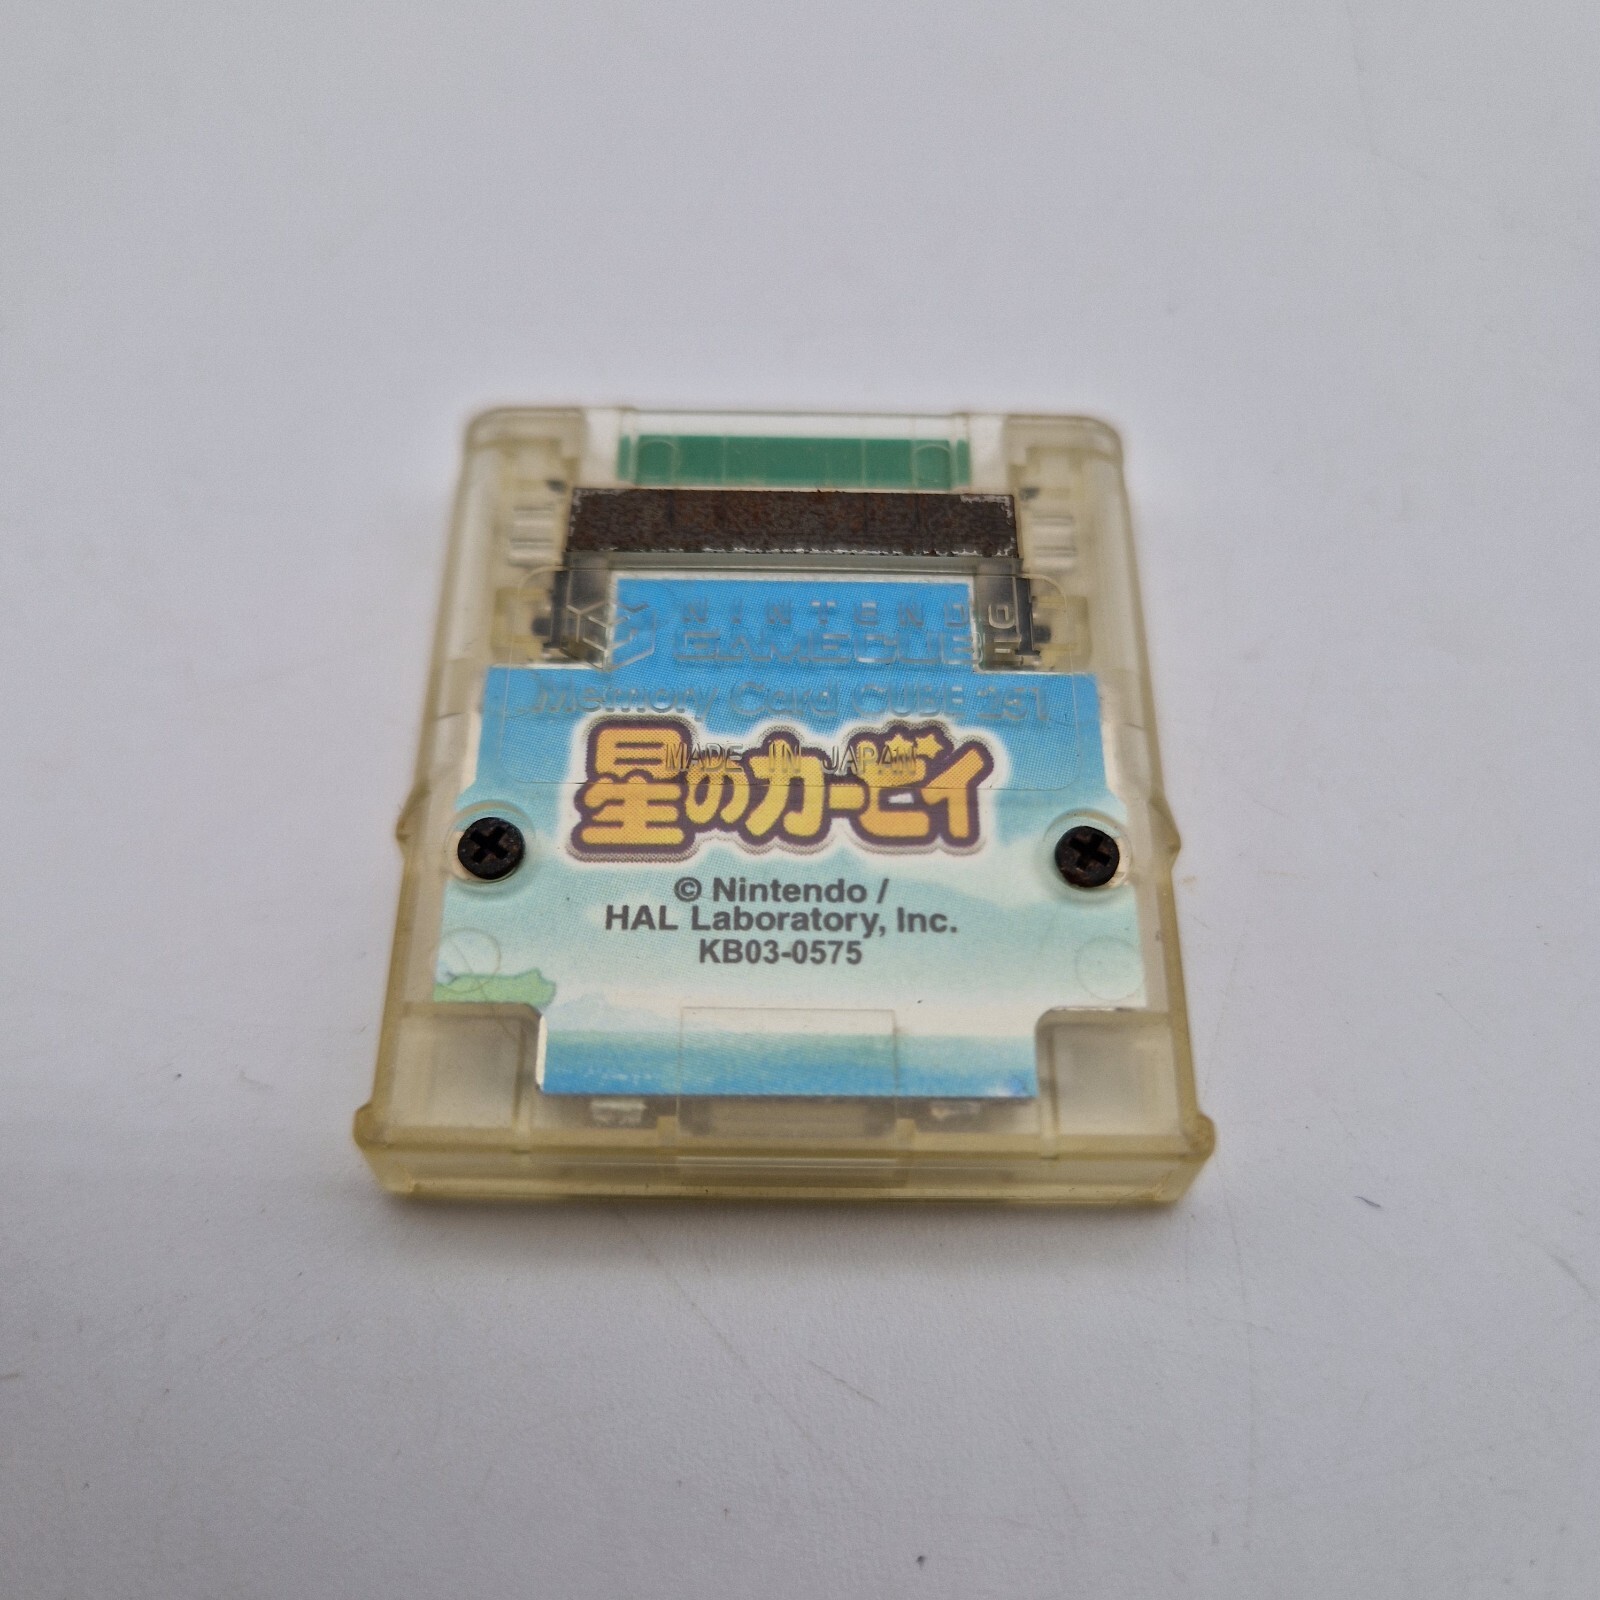 NINTENDO
GAMECUBE
Memory Card CUBE 251
MADE IN JAPAN
星のカービィ
© Nintendo /
HAL Laboratory, Inc.
KB03-0575